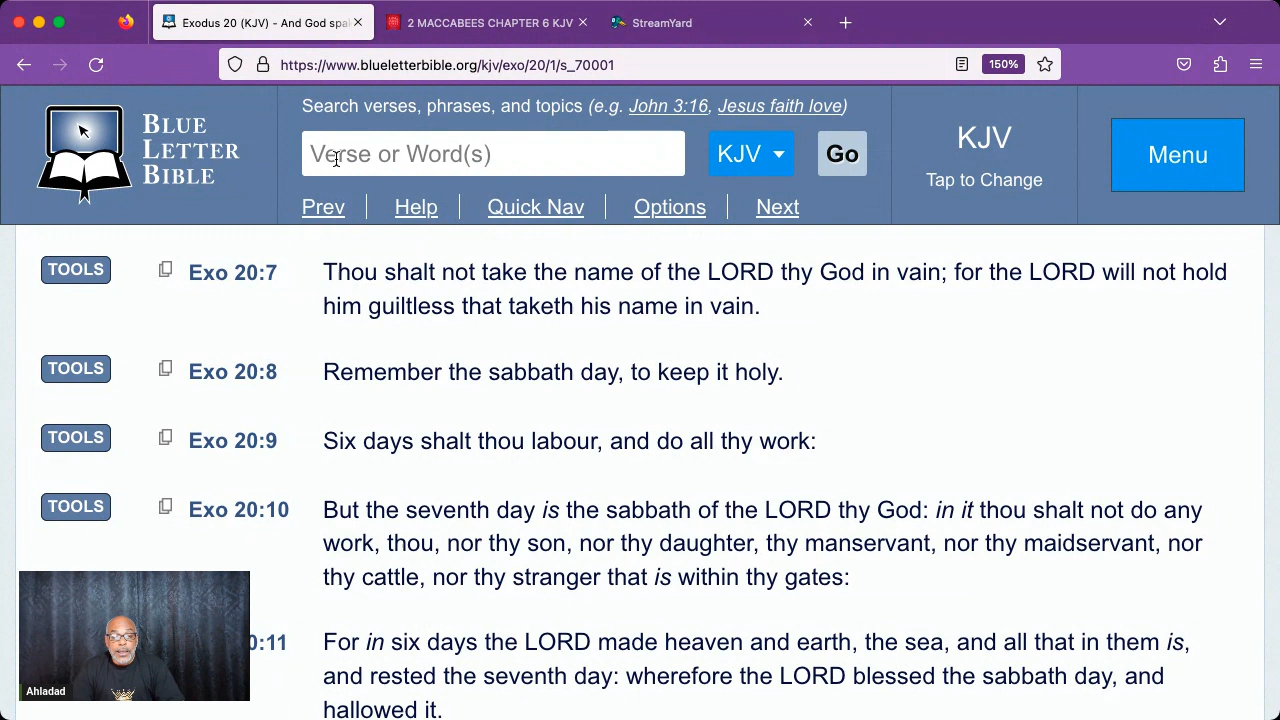 Exodus 20 (KJV) - And God spa
2 MACCABEES CHAPTER 6 KJV
StreamYard
https://www.blueletterbible.org/kjv/exo/20/1/s_70001
150%
BLUE
LETTER
BIBLE
Search verses, phrases, and topics (e.g. John 3:16, Jesus faith love)
Verse or Word(s)
KJV
Go
Prev
Help
Quick Nav
Options
Next
KJV
Tap to Change
Menu
TOOLS
Exo 20:7
Thou shalt not take the name of the LORD thy God in vain; for the LORD will not hold
him guiltless that taketh his name in vain.
TOOLS
Exo 20:8
Remember the sabbath day, to keep it holy.
TOOLS
Exo 20:9
Six days shalt thou labour, and do all thy work:
TOOLS
Exo 20:10
But the seventh day is the sabbath of the LORD thy God: in it thou shalt not do any
work, thou, nor thy son, nor thy daughter, thy manservant, nor thy maidservant, nor
thy cattle, nor thy stranger that is within thy gates:
0:11
For in six days the LORD made heaven and earth, the sea, and all that in them is,
and rested the seventh day: wherefore the LORD blessed the sabbath day, and
hallowed it.
Ahladad